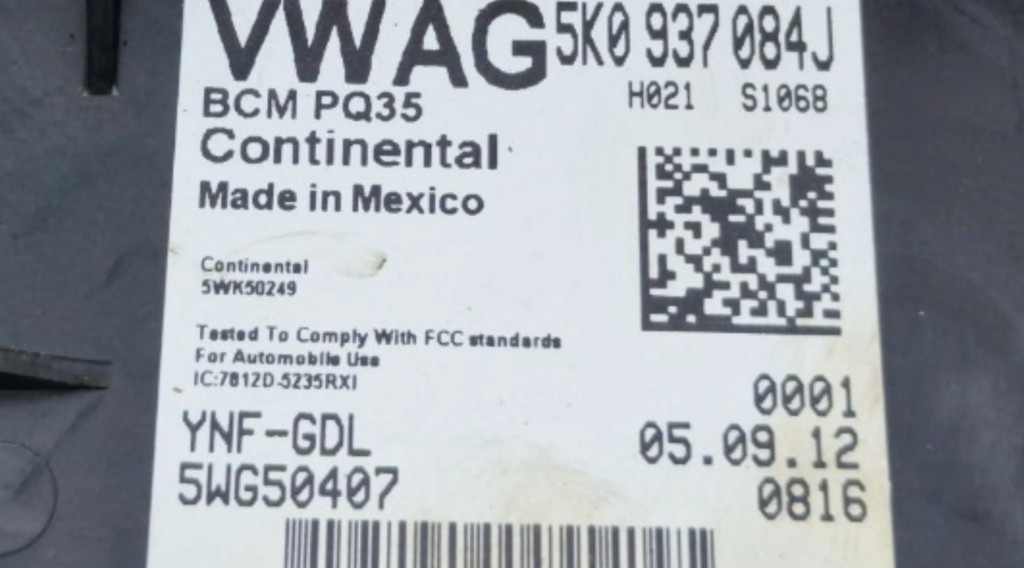 VWAG 5K0 937 084J
H021 S1068
BCM PQ35
Continental
Made in Mexico
Continental
5WK50249
Tested To Comply With FCC standards
For Automobile Use
IC:7812D-5235RXI
0001
YNF-GDL 05.09.12
5WG50407 0816